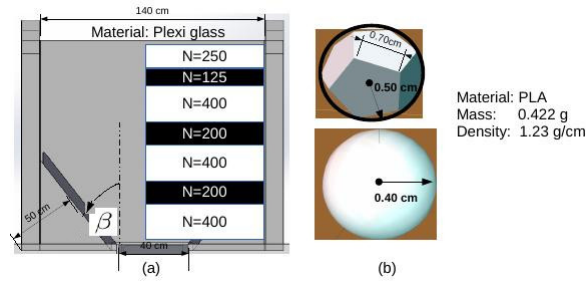 140 cm
Material: Plexi glass
N=250
N=125
N=400
N=200
N=400
N=200
N=400
50 cm
β
40 cm
(a)
0.70cm
0.50 cm
0.40 cm
(b)
Material: PLA
Mass: 0.422 g
Density: 1.23 g/cm